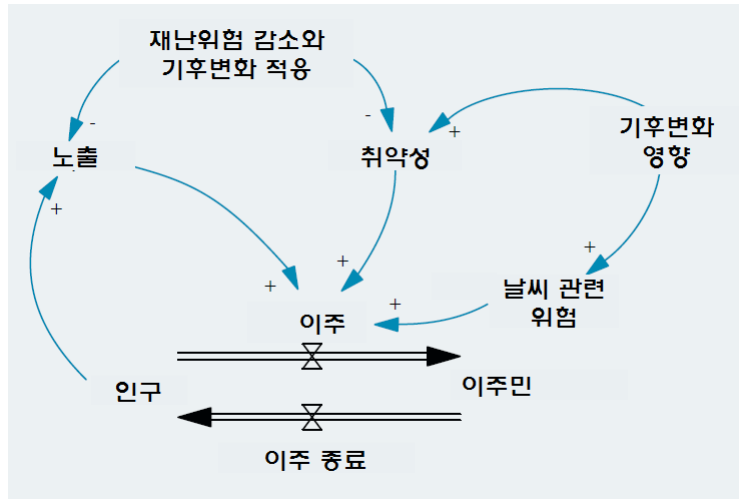 재난위험 감소와
기후변화 적응
-
-
+
기후변화
영향
노출
취약성
+
+
+
+
+
날씨 관련
위험
이주
인구
이주민
이주 종료